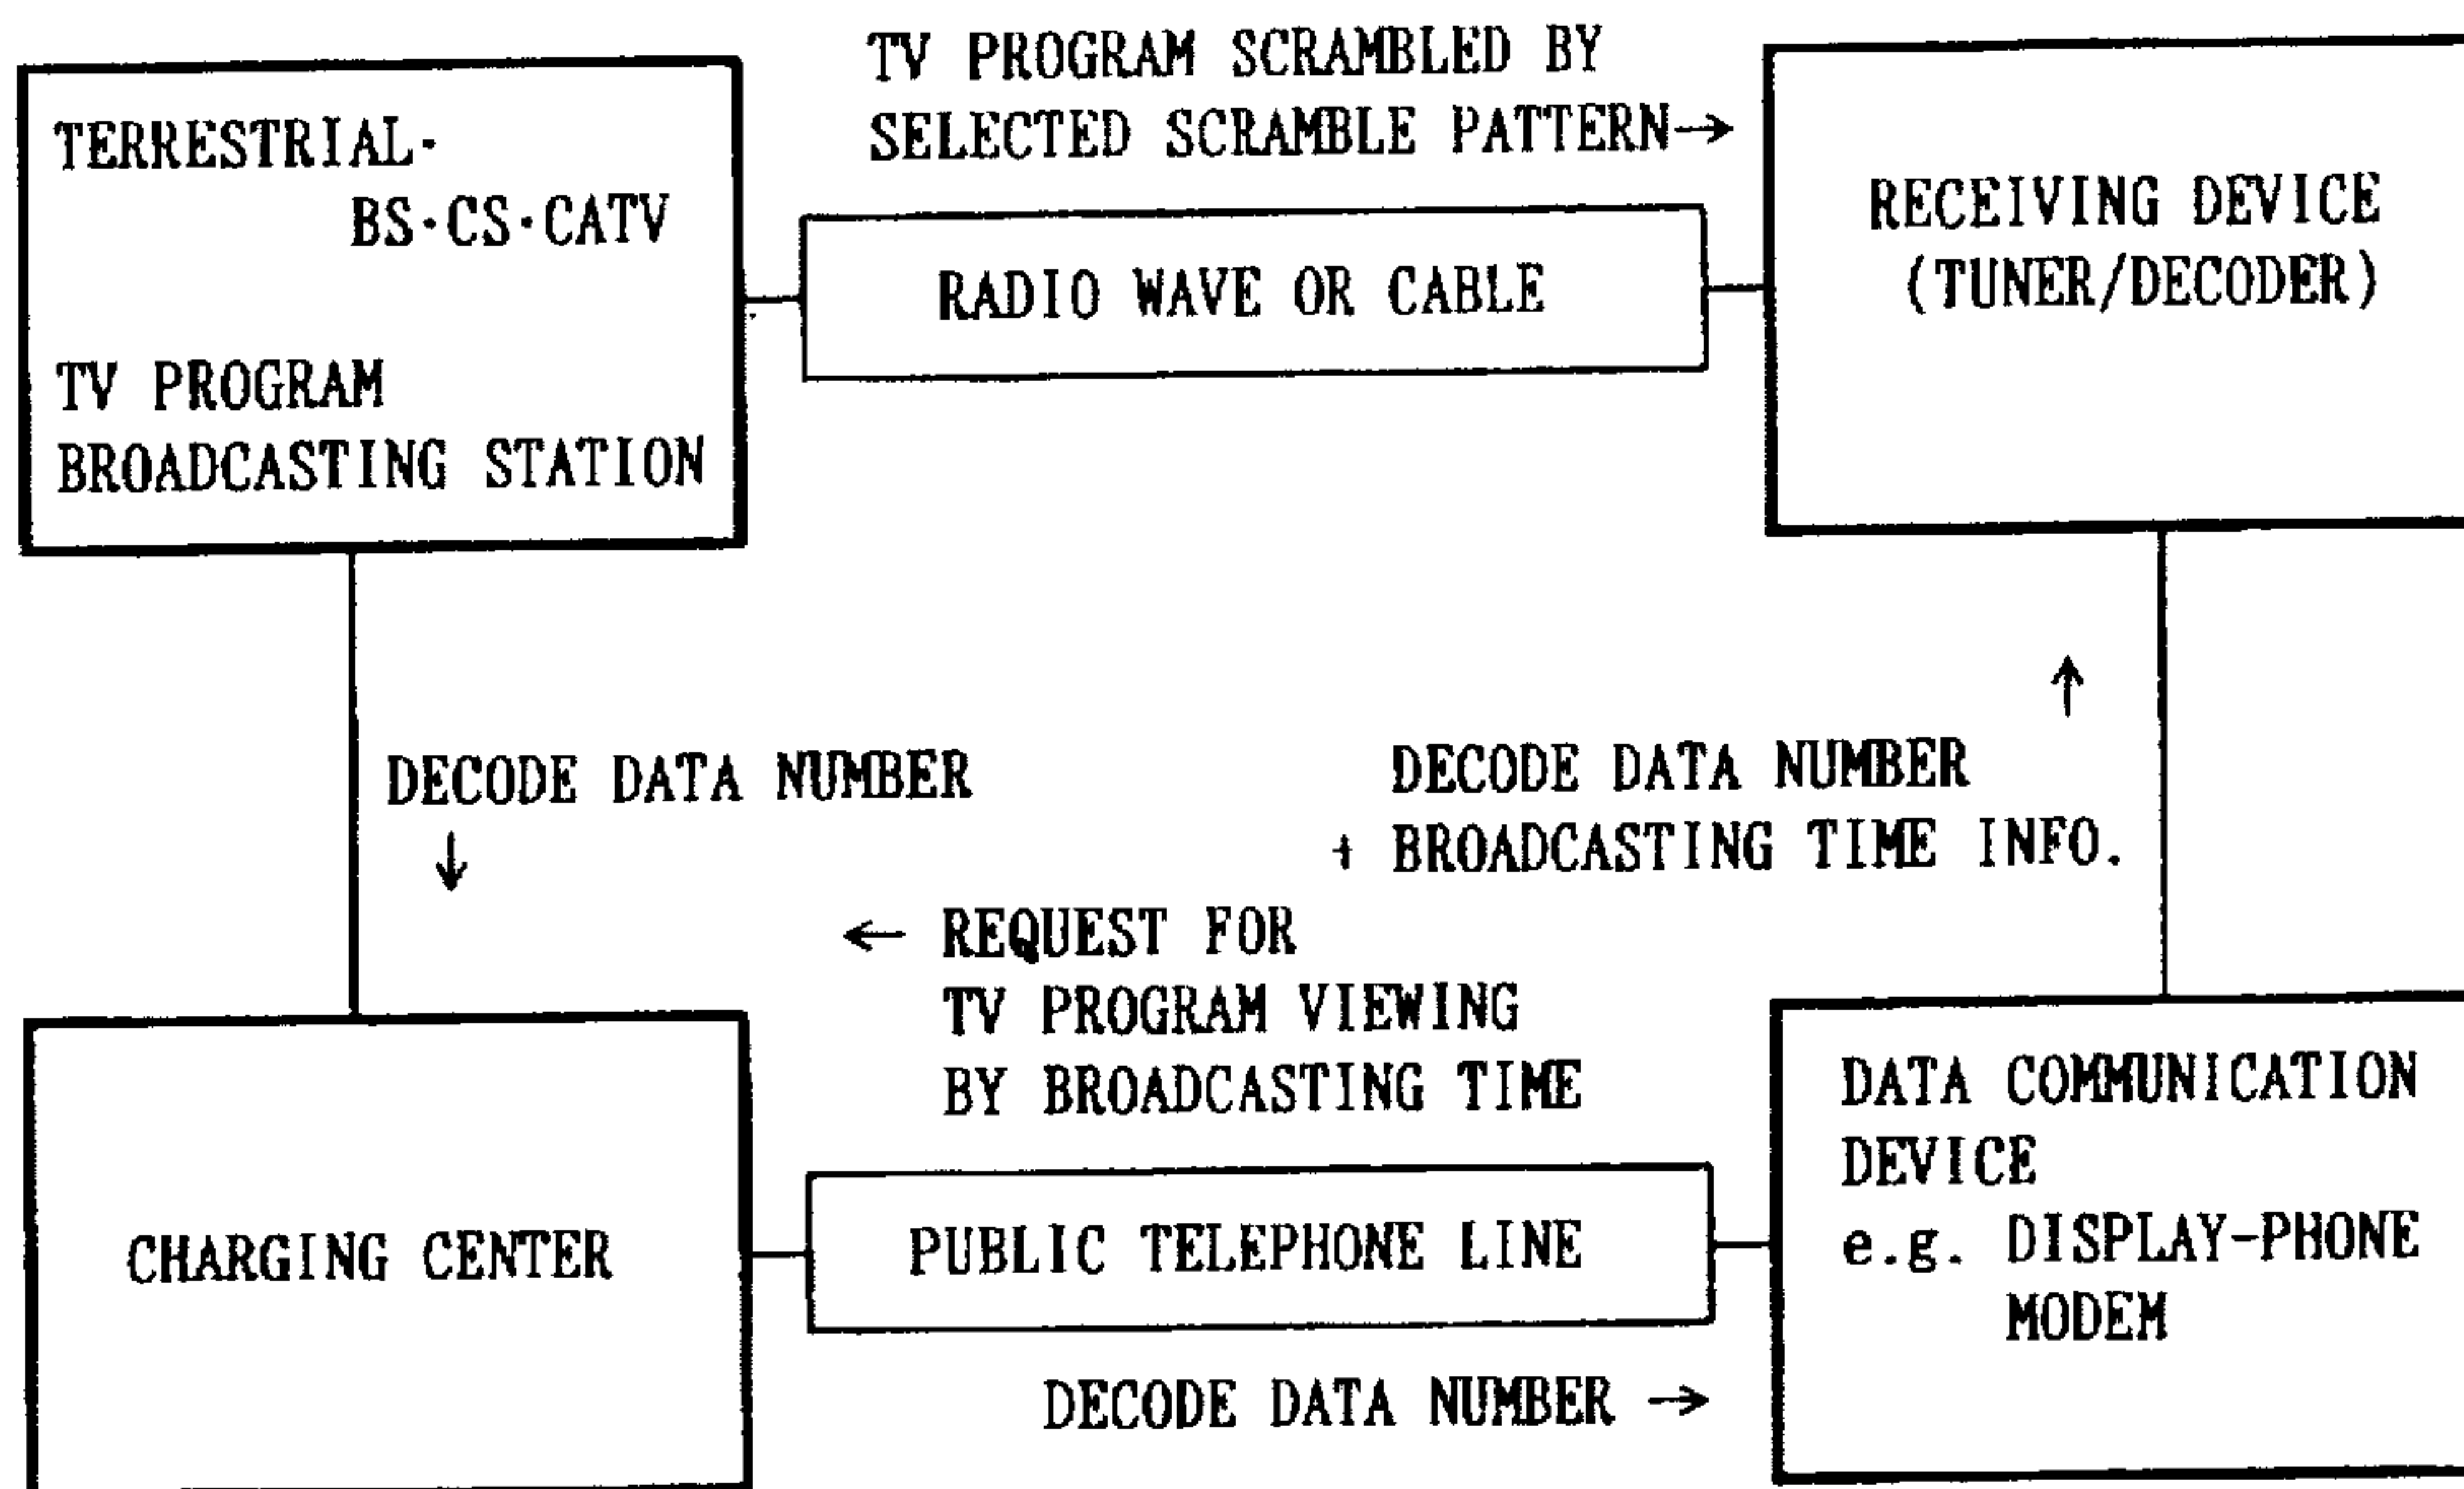 TERRESTRIAL·
BS·CS·CATV
TV PROGRAM
BROADCASTING STATION
TV PROGRAM SCRAMBLED BY
SELECTED SCRAMBLE PATTERN→
RADIO WAVE OR CABLE
RECEIVING DEVICE
(TUNER/DECODER)
DECODE DATA NUMBER
↓
↑
DECODE DATA NUMBER
+ BROADCASTING TIME INFO.
← REQUEST FOR
TV PROGRAM VIEWING
BY BROADCASTING TIME
CHARGING CENTER
PUBLIC TELEPHONE LINE
DECODE DATA NUMBER →
DATA COMMUNICATION
DEVICE
e.g. DISPLAY-PHONE
MODEM